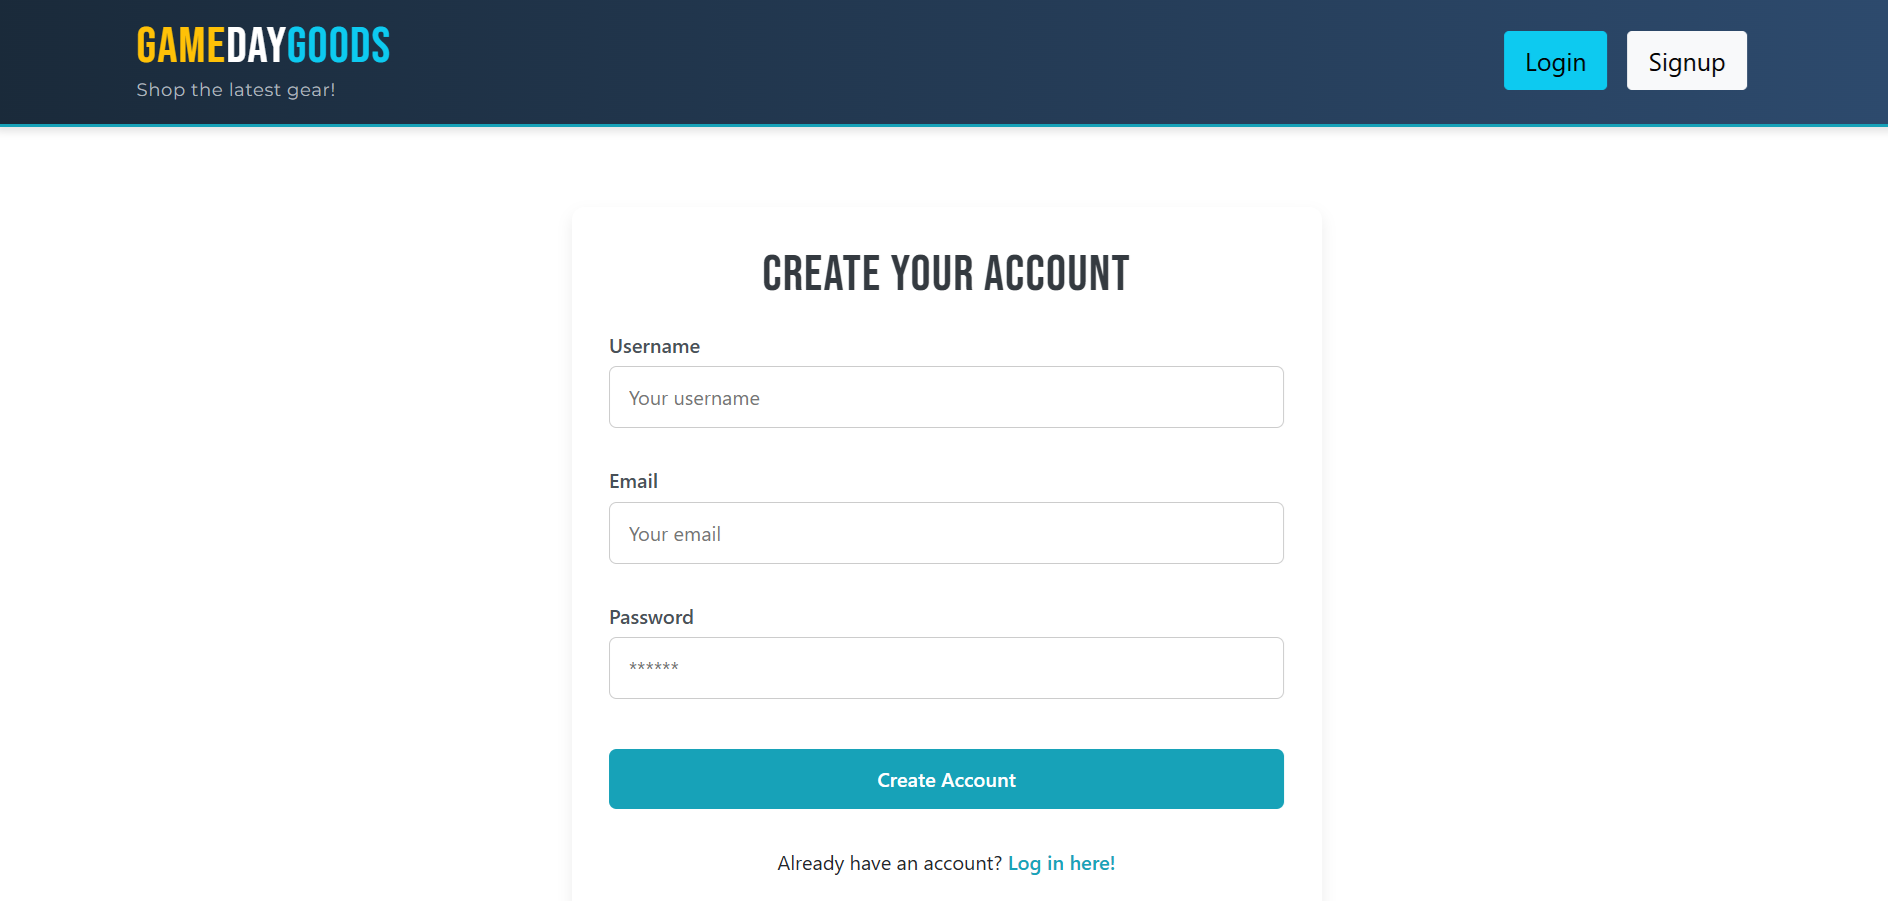 GAMEDAYGOODS
Shop the latest gear!
Login
Signup
CREATE YOUR ACCOUNT
Username
Your username
Email
Your email
Password
******
Create Account
Already have an account? Log in here!